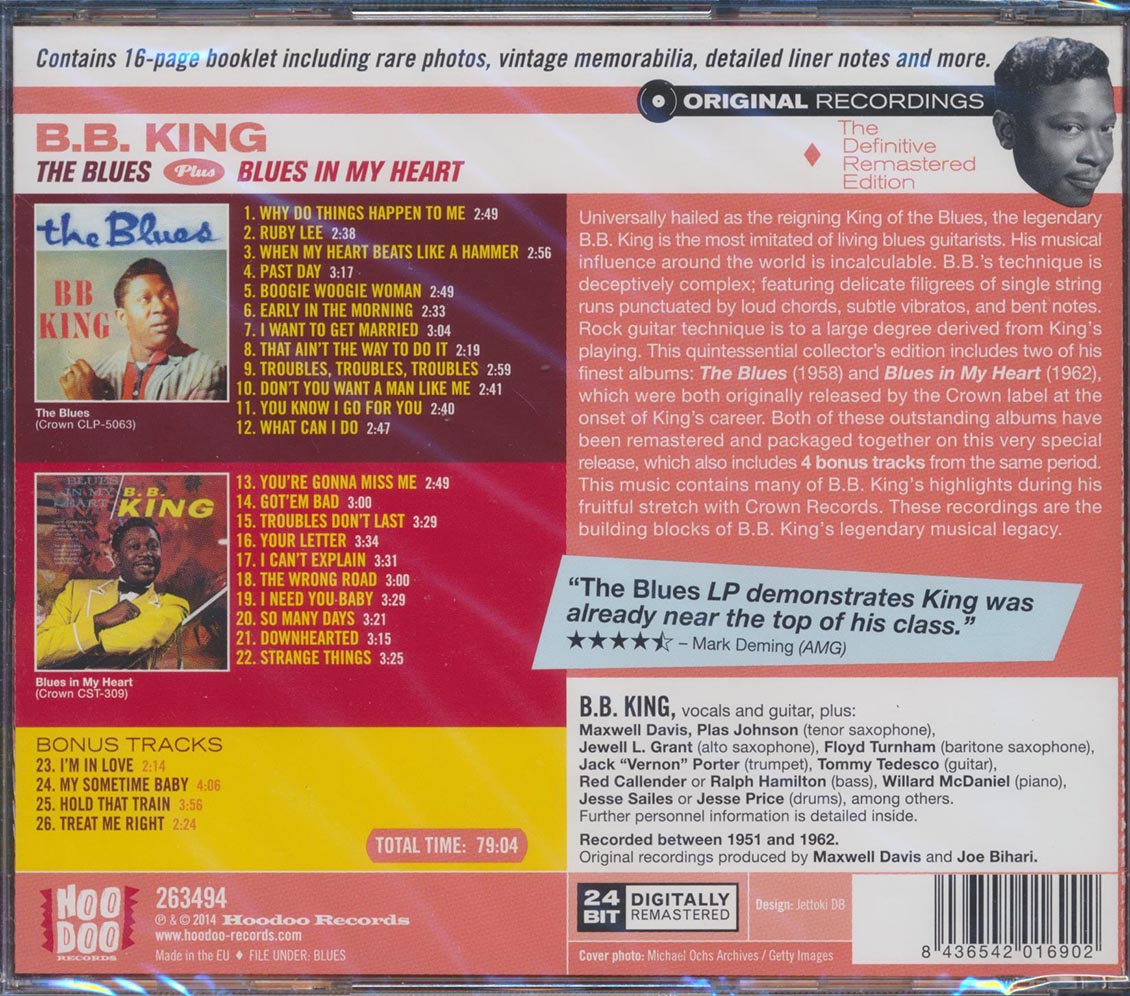 Contains 16-page booklet including rare photos, vintage memorabilia, detailed liner notes and more.
ORIGINAL RECORDINGS
B.B. KING
THE BLUES Plus BLUES IN MY HEART
The
Definitive
Remastered
Edition
the Blues
BB
KING
The Blues
(Crown CLP-5063)
1. WHY DO THINGS HAPPEN TO ME 2:49
2. RUBY LEE 2:38
3. WHEN MY HEART BEATS LIKE A HAMMER 2:56
4. PAST DAY 3:17
5. BOOGIE WOOGIE WOMAN 2:49
6. EARLY IN THE MORNING 2:33
7. I WANT TO GET MARRIED 3:04
8. THAT AIN'T THE WAY TO DO IT 2:19
9. TROUBLES, TROUBLES, TROUBLES 2:59
10. DON'T YOU WANT A MAN LIKE ME 2:41
11. YOU KNOW I GO FOR YOU 2:40
12. WHAT CAN I DO 2:47
BLUES
IN MY
HEART
B.B.
KING
Blues in My Heart
(Crown CST-309)
13. YOU'RE GONNA MISS ME 2:49
14. GOT'EM BAD 3:00
15. TROUBLES DON'T LAST 3:29
16. YOUR LETTER 3:34
17. I CAN'T EXPLAIN 3:31
18. THE WRONG ROAD 3:00
19. I NEED YOU BABY 3:29
20. SO MANY DAYS 3:21
21. DOWNHEARTED 3:15
22. STRANGE THINGS 3:25
BONUS TRACKS
23. I'M IN LOVE 2:14
24. MY SOMETIME BABY 4:06
25. HOLD THAT TRAIN 3:56
26. TREAT ME RIGHT 2:24
TOTAL TIME: 79:04
Universally hailed as the reigning King of the Blues, the legendary
B.B. King is the most imitated of living blues guitarists. His musical
influence around the world is incalculable. B.B.'s technique is
deceptively complex; featuring delicate filigrees of single string
runs punctuated by loud chords, subtle vibratos, and bent notes.
Rock guitar technique is to a large degree derived from King's
playing. This quintessential collector's edition includes two of his
finest albums: The Blues (1958) and Blues in My Heart (1962),
which were both originally released by the Crown label at the
onset of King's career. Both of these outstanding albums have
been remastered and packaged together on this very special
release, which also includes 4 bonus tracks from the same period.
This music contains many of B.B. King's highlights during his
fruitful stretch with Crown Records. These recordings are the
building blocks of B.B. King's legendary musical legacy.
“The Blues LP demonstrates King was
already near the top of his class.”
★★★★⯪ – Mark Deming (AMG)
B.B. KING, vocals and guitar, plus:
Maxwell Davis, Plas Johnson (tenor saxophone),
Jewell L. Grant (alto saxophone), Floyd Turnham (baritone saxophone),
Jack “Vernon” Porter (trumpet), Tommy Tedesco (guitar),
Red Callender or Ralph Hamilton (bass), Willard McDaniel (piano),
Jesse Sailes or Jesse Price (drums), among others.
Further personnel information is detailed inside.
Recorded between 1951 and 1962.
Original recordings produced by Maxwell Davis and Joe Bihari.
HOO
DOO
RECORDS
263494
℗ & © 2014 Hoodoo Records
www.hoodoo-records.com
Made in the EU ♦ FILE UNDER: BLUES
24
BIT
DIGITALLY
REMASTERED
Design: Jettoki DB
Cover photo: Michael Ochs Archives / Getty Images
8 436542 016902